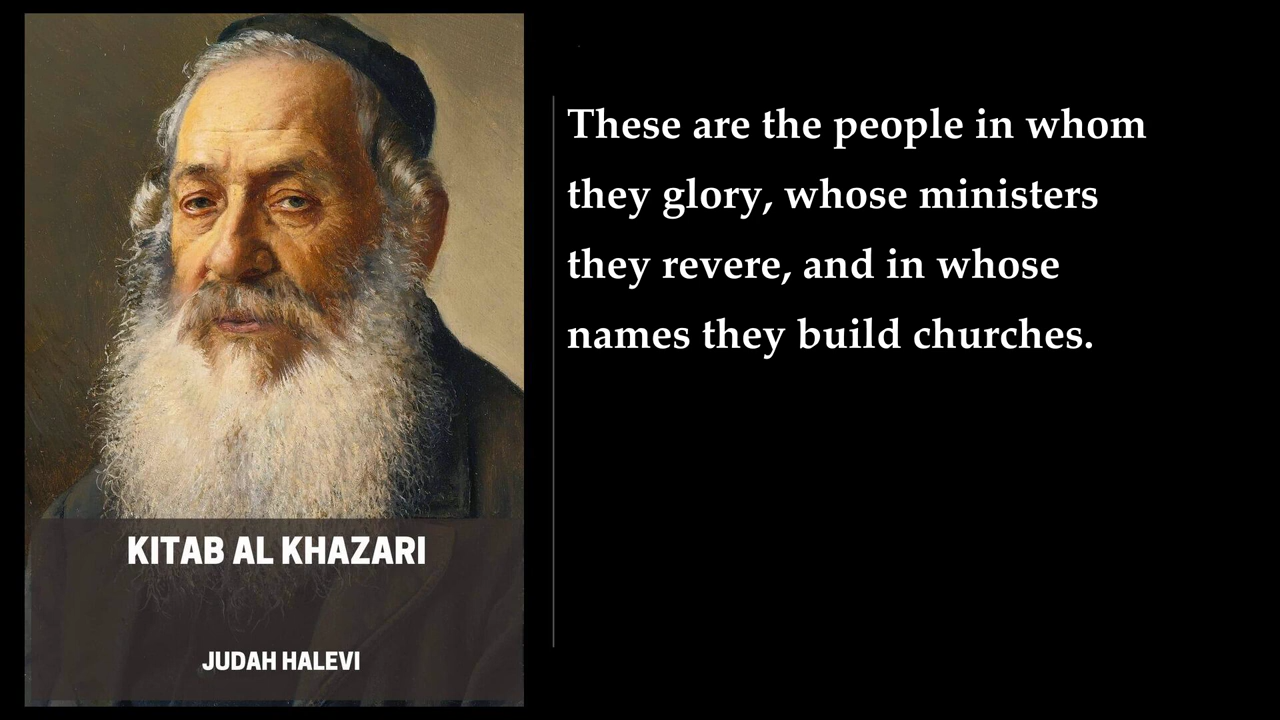 KITAB AL KHAZARI
JUDAH HALEVI
These are the people in whom
they glory, whose ministers
they revere, and in whose
names they build churches.